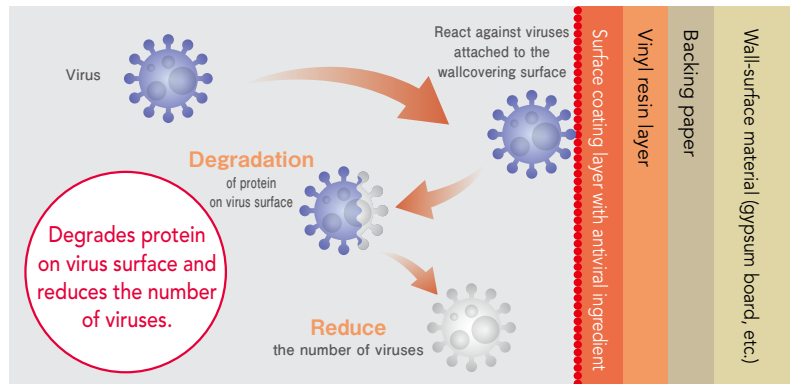 Virus
React against viruses
attached to the
wallcovering surface
Degradation
of protein
on virus surface
Degrades protein
on virus surface and
reduces the number
of viruses.
Reduce
the number of viruses
Surface coating layer with antiviral ingredient
Vinyl resin layer
Backing paper
Wall-surface material (gypsum board, etc.)